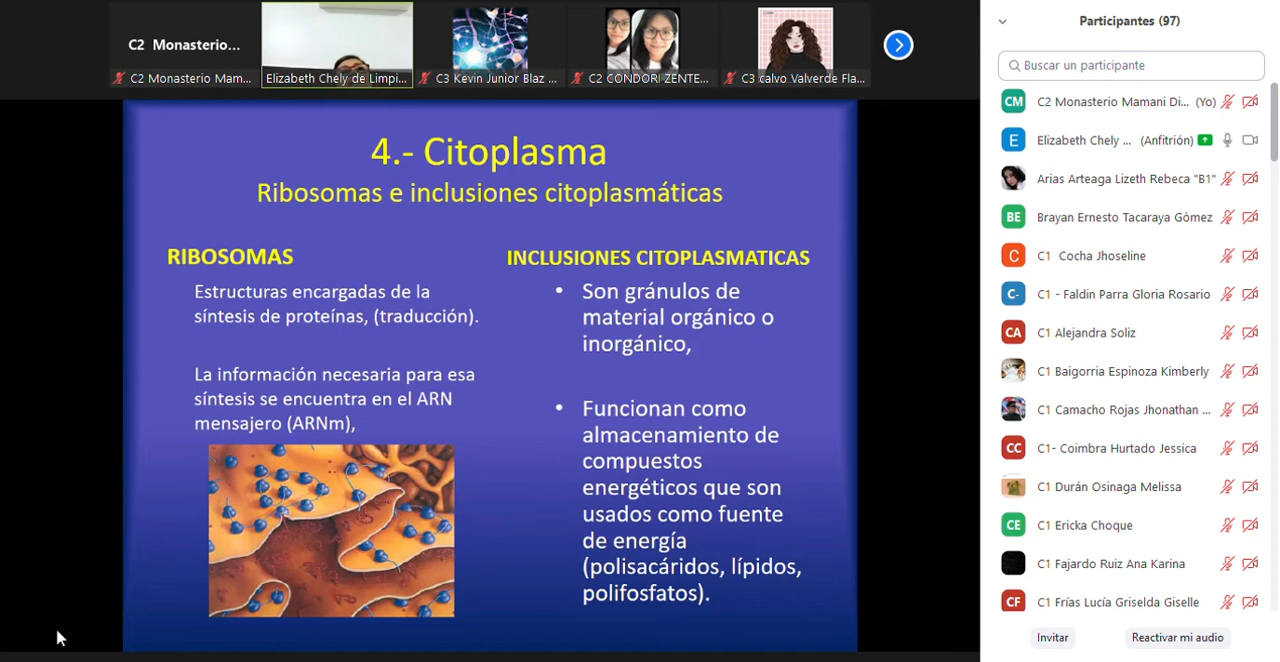 C2 Monasterio...
C2 Monasterio Mam...
Elizabeth Chely de Limpi...
C3 Kevin Junior Blaz ...
C2 CONDORI ZENTE...
C3 calvo Valverde Fla...
4.- Citoplasma
Ribosomas e inclusiones citoplasmáticas
RIBOSOMAS
Estructuras encargadas de la
síntesis de proteínas, (traducción).
La información necesaria para esa
síntesis se encuentra en el ARN
mensajero (ARNm),
INCLUSIONES CITOPLASMATICAS
• Son gránulos de
material orgánico o
inorgánico,
• Funcionan como
almacenamiento de
compuestos
energéticos que son
usados como fuente
de energía
(polisacáridos, lípidos,
polifosfatos).
Participantes (97)
Buscar un participante
CM C2 Monasterio Mamani Di... (Yo)
E Elizabeth Chely ... (Anfitrión)
Arias Arteaga Lizeth Rebeca "B1"
BE Brayan Ernesto Tacaraya Gòmez
C C1 Cocha Jhoseline
C- C1 - Faldin Parra Gloria Rosario
CA C1 Alejandra Soliz
C1 Baigorria Espinoza Kimberly
C1 Camacho Rojas Jhonathan ...
CC C1- Coimbra Hurtado Jessica
C1 Durán Osinaga Melissa
CE C1 Ericka Choque
C1 Fajardo Ruiz Ana Karina
CF C1 Frías Lucía Griselda Giselle
Invitar
Reactivar mi audio